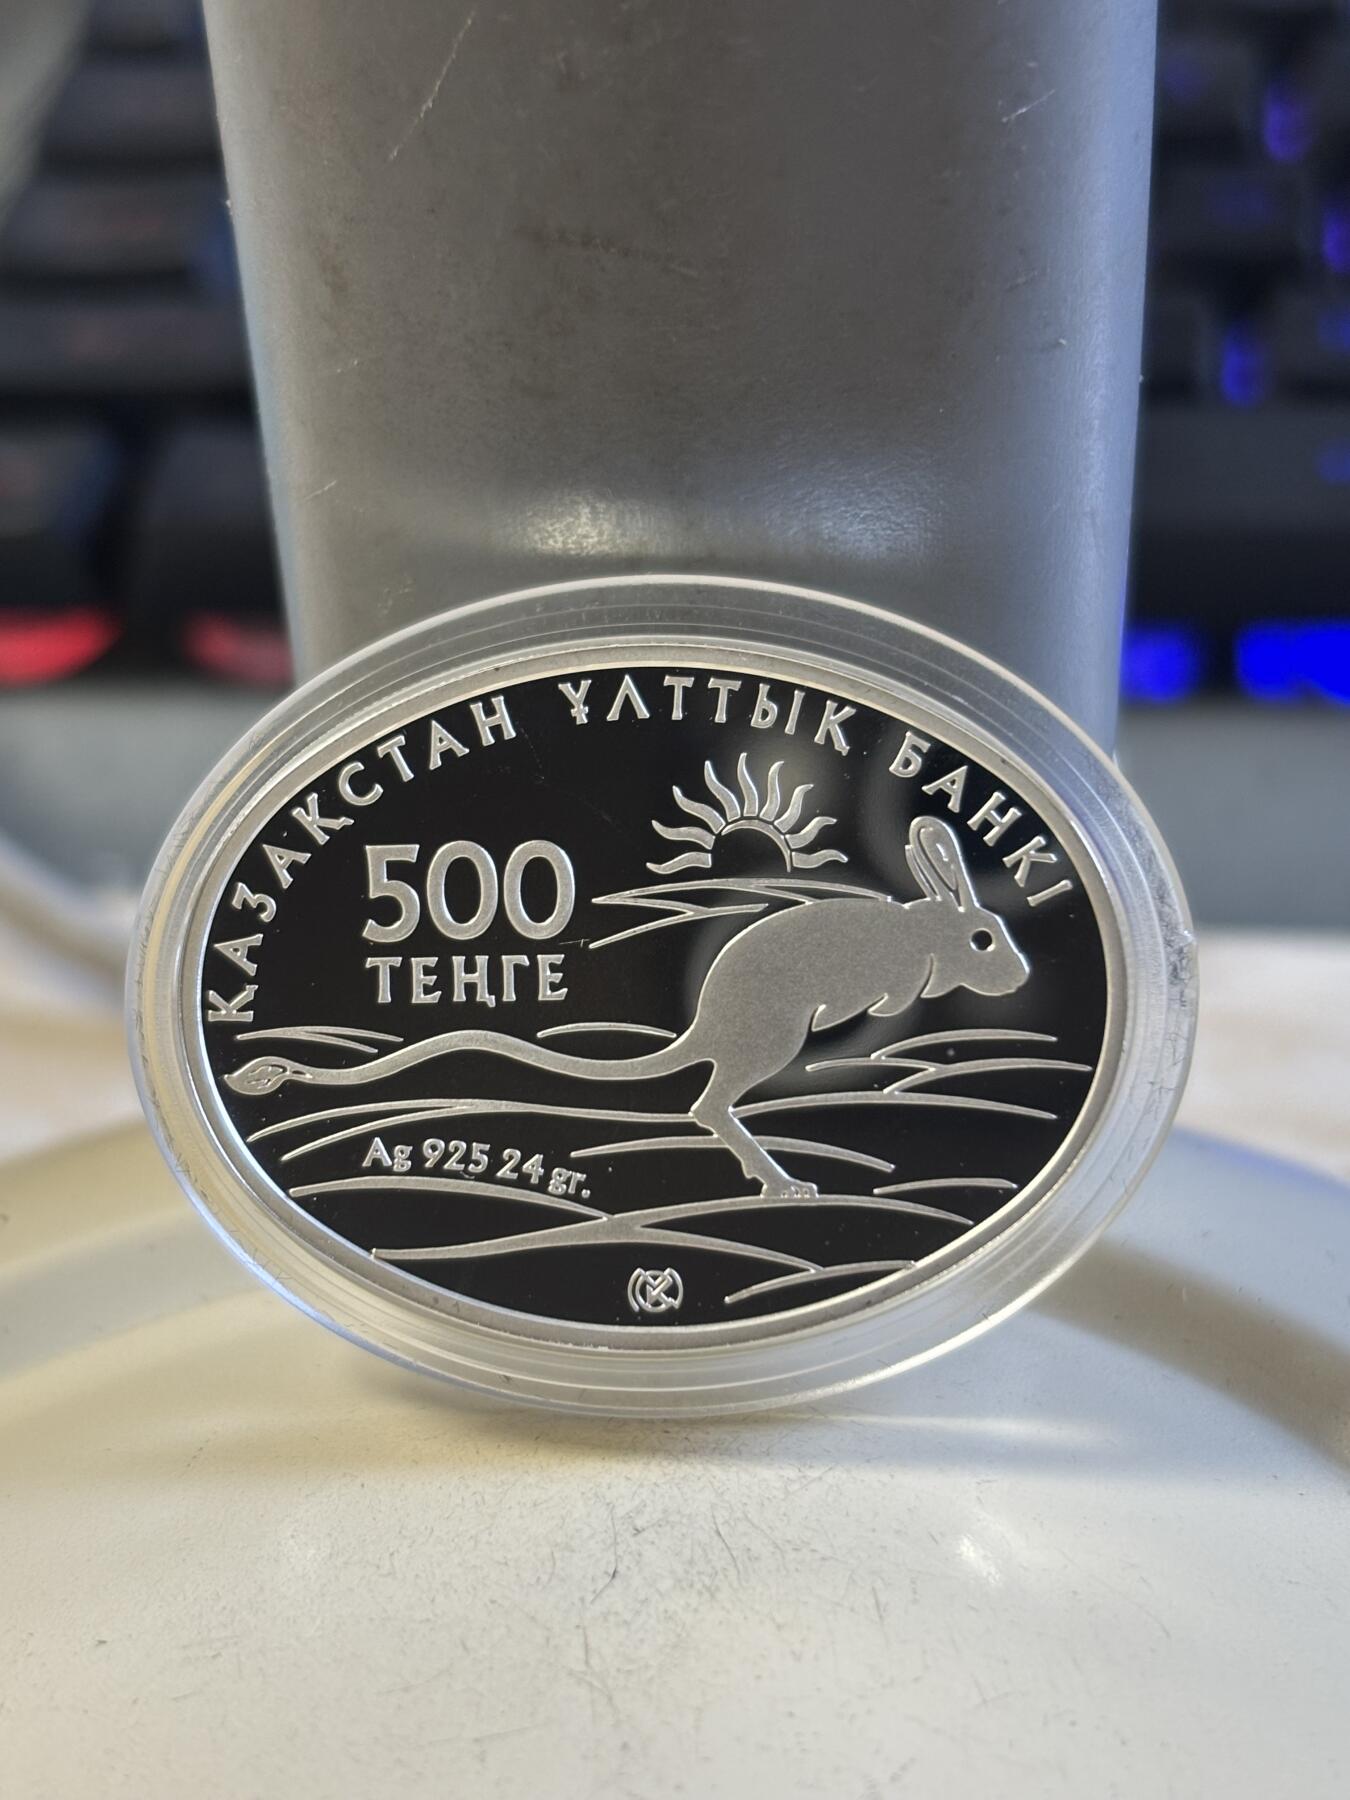 ҚАЗАҚСТАН ҰЛТТЫҚ БАНКІ
500
ТЕҢГЕ
Ag 925 24 gr.